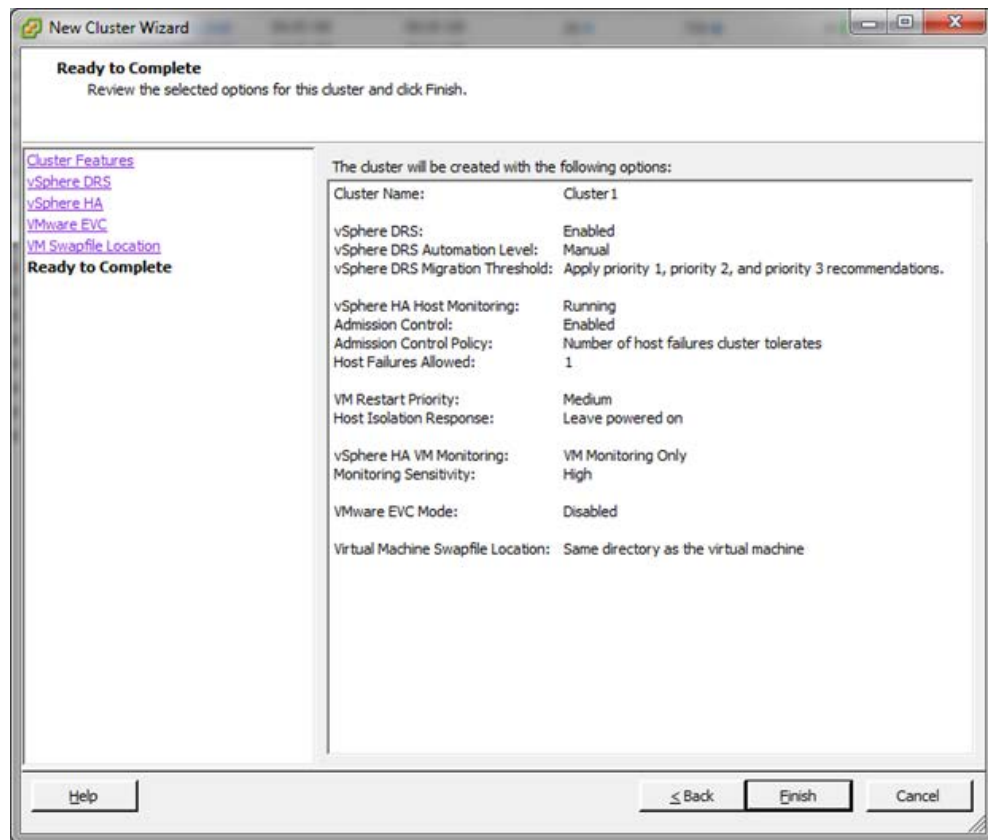 New Cluster Wizard
Ready to Complete
Review the selected options for this cluster and click Finish.
Cluster Features
vSphere DRS
vSphere HA
VMware EVC
VM Swapfile Location
Ready to Complete
The cluster will be created with the following options:
Cluster Name: Cluster1
vSphere DRS: Enabled
vSphere DRS Automation Level: Manual
vSphere DRS Migration Threshold: Apply priority 1, priority 2, and priority 3 recommendations.
vSphere HA Host Monitoring: Running
Admission Control: Enabled
Admission Control Policy: Number of host failures cluster tolerates
Host Failures Allowed: 1
VM Restart Priority: Medium
Host Isolation Response: Leave powered on
vSphere HA VM Monitoring: VM Monitoring Only
Monitoring Sensitivity: High
VMware EVC Mode: Disabled
Virtual Machine Swapfile Location: Same directory as the virtual machine
Help
< Back
Finish
Cancel